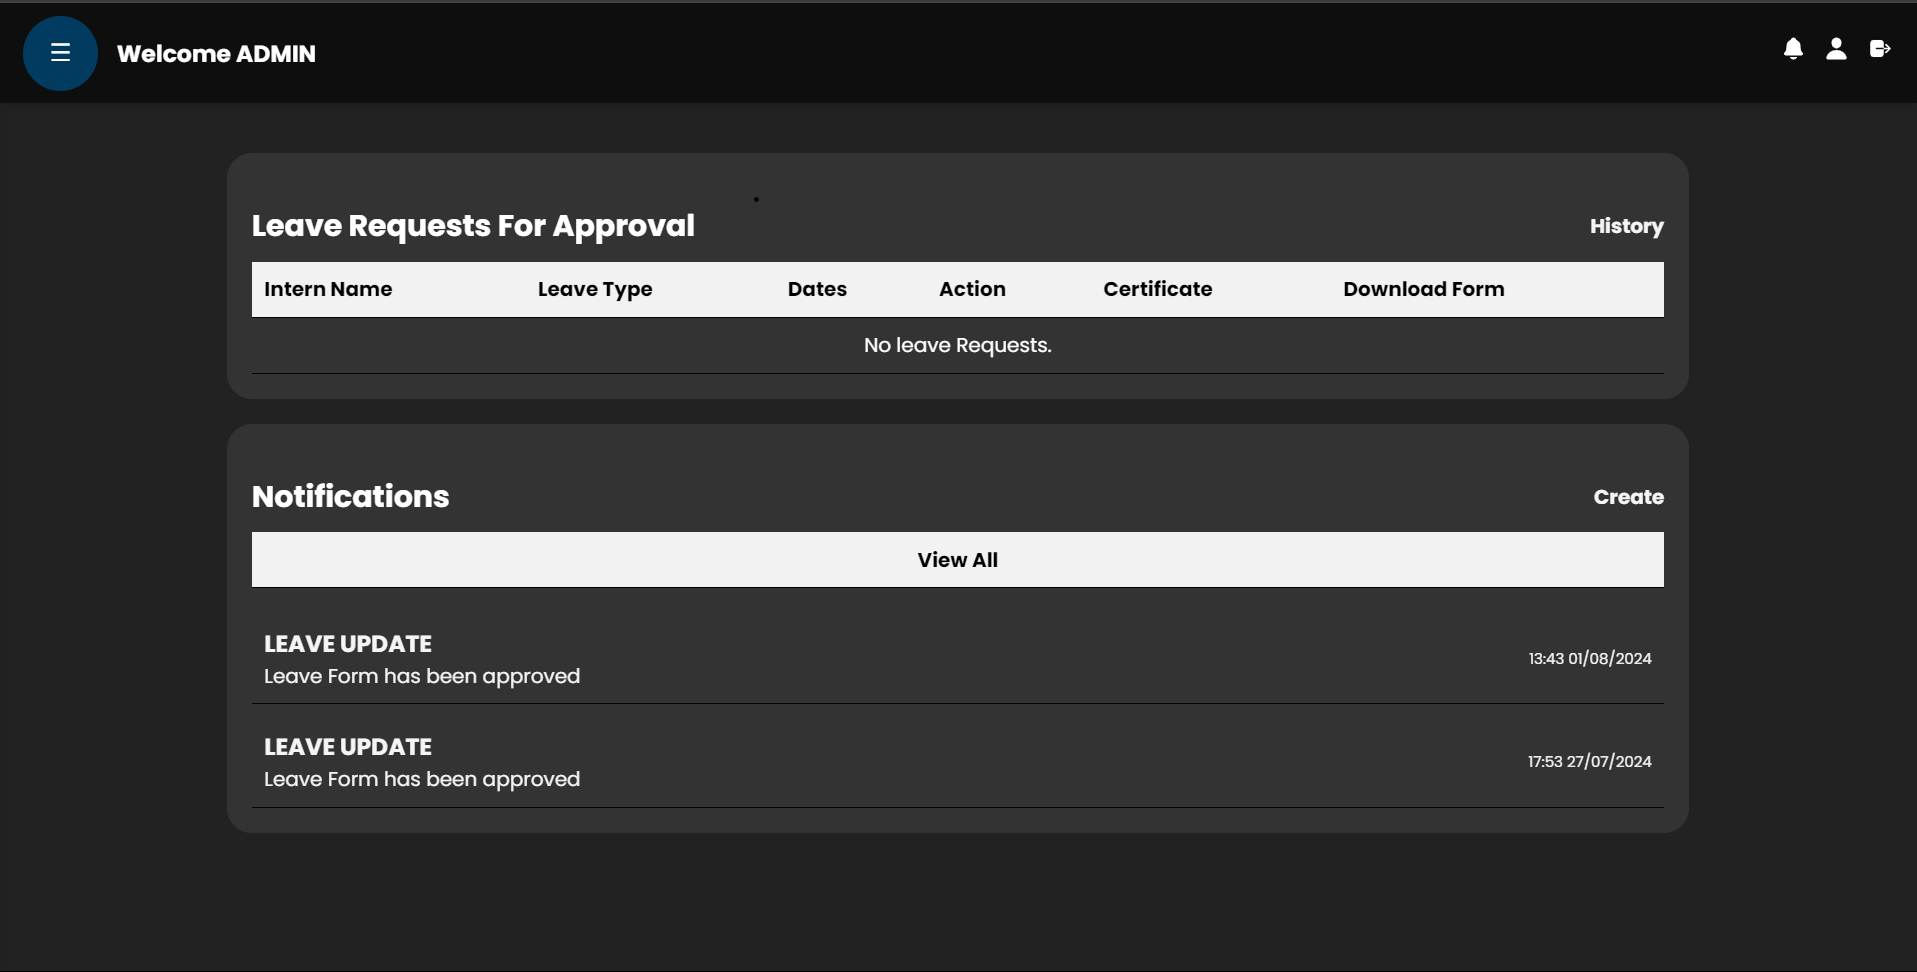 Welcome ADMIN
Leave Requests For Approval
History
Intern Name Leave Type Dates Action Certificate Download Form
No leave Requests.
Notifications
Create
View All
LEAVE UPDATE
Leave Form has been approved
13:43 01/08/2024
LEAVE UPDATE
Leave Form has been approved
17:53 27/07/2024